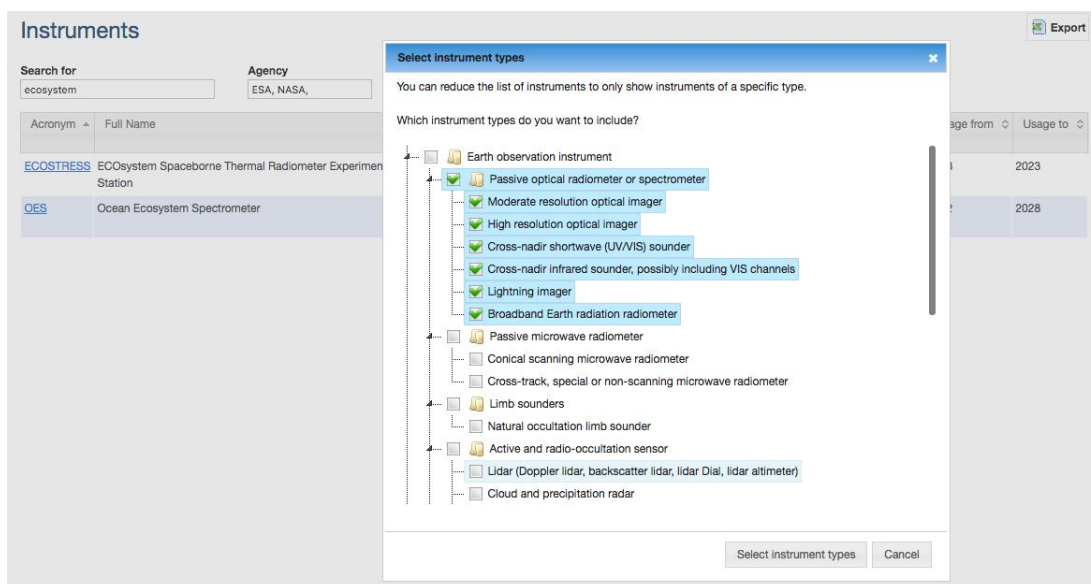 Instruments
Export
Search for
Agency
ecosystem
ESA, NASA,
Acronym
Full Name
age from
Usage to
ECOSTRESS
ECOsystem Spaceborne Thermal Radiometer Experimen
Station
2023
OES
Ocean Ecosystem Spectrometer
2028
Select instrument types
You can reduce the list of instruments to only show instruments of a specific type.
Which instrument types do you want to include?
Earth observation instrument
Passive optical radiometer or spectrometer
Moderate resolution optical imager
High resolution optical imager
Cross-nadir shortwave (UV/VIS) sounder
Cross-nadir infrared sounder, possibly including VIS channels
Lightning imager
Broadband Earth radiation radiometer
Passive microwave radiometer
Conical scanning microwave radiometer
Cross-track, special or non-scanning microwave radiometer
Limb sounders
Natural occultation limb sounder
Active and radio-occultation sensor
Lidar (Doppler lidar, backscatter lidar, lidar Dial, lidar altimeter)
Cloud and precipitation radar
Select instrument types
Cancel